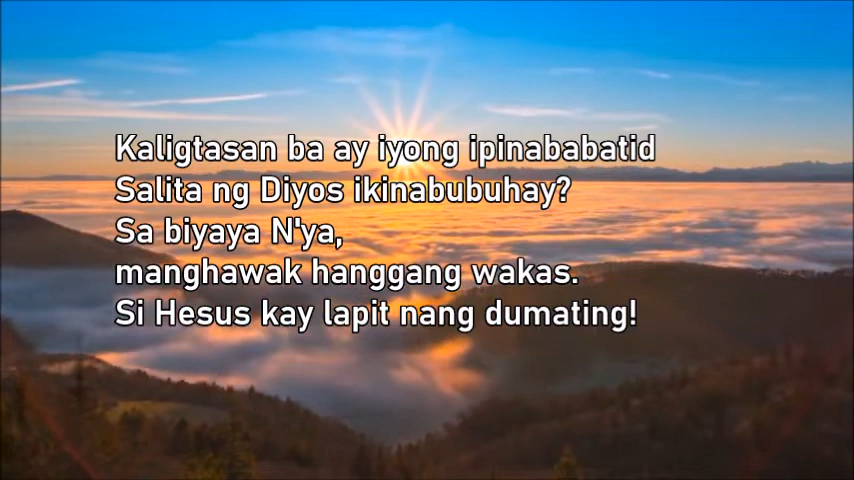 Kaligtasan ba ay iyong ipinababatid
Salita ng Diyos ikinabubuhay?
Sa biyaya N'ya,
manghawak hanggang wakas.
Si Hesus kay lapit nang dumating!